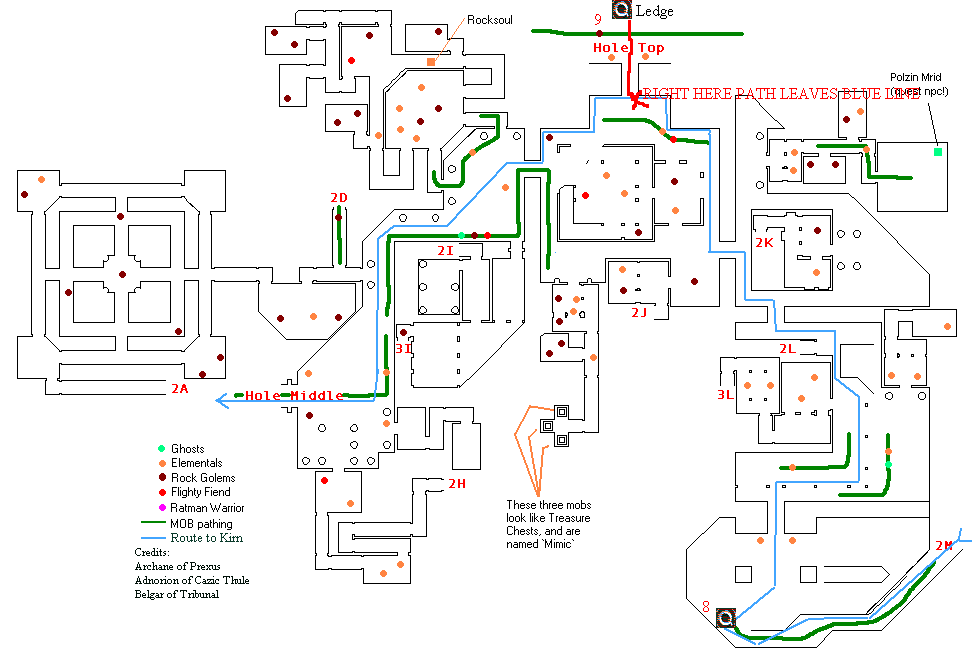 Ledge
9
Rocksoul
Hole Top
Polzin Mrid
(quest npc!)
RIGHT HERE PATH LEAVES BLUE LINE
2D
2K
2I
2J
3I
2L
2A
Hole Middle
3L
Ghosts
Elementals
Rock Golems
Flighty Fiend
Ratman Warrior
MOB pathing
Route to Kirn
Credits:
Archane of Prexus
Adnorion of Cazic Thule
Belgar of Tribunal
2H
These three mobs
look like Treasure
Chests, and are
named `Mimic`
2M
8